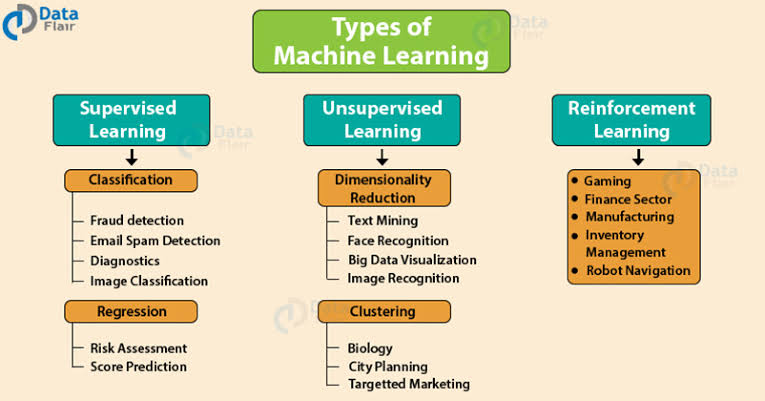 Data
Flair
Types of
Machine Learning
Supervised
Learning
Data
Flair
Classification
Fraud detection
Email Spam Detection
Diagnostics
Image Classification
Regression
Risk Assessment
Score Prediction
Unsupervised
Learning
Dimensionality
Reduction
Text Mining
Face Recognition
Big Data Visualization
Image Recognition
Data
Flair
Clustering
Biology
City Planning
Targetted Marketing
Reinforcement
Learning
Data
Flair
Gaming
Finance Sector
Manufacturing
Inventory
Management
Robot Navigation